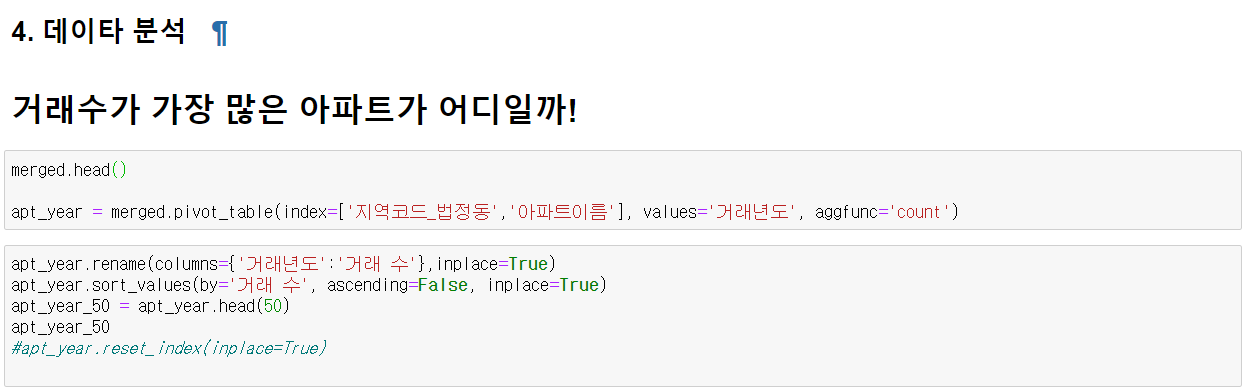 4. 데이타 분석 ¶
거래수가 가장 많은 아파트가 어디일까!
merged.head()
apt_year = merged.pivot_table(index=['지역코드_법정동','아파트이름'], values='거래년도', aggfunc='count')
apt_year.rename(columns={'거래년도':'거래 수'},inplace=True)
apt_year.sort_values(by='거래 수', ascending=False, inplace=True)
apt_year_50 = apt_year.head(50)
apt_year_50
#apt_year.reset_index(inplace=True)